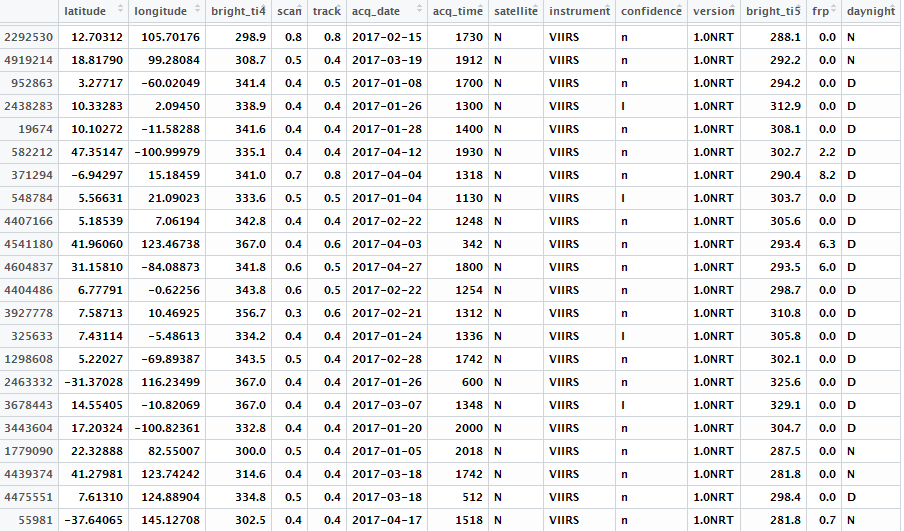 latitude longitude bright_ti4 scan track acq_date acq_time satellite instrument confidence version bright_ti5 frp daynight
2292530 12.70312 105.70176 298.9 0.8 0.8 2017-02-15 1730 N VIIRS n 1.0NRT 288.1 0.0 N
4919214 18.81790 99.28084 308.7 0.5 0.4 2017-03-19 1912 N VIIRS n 1.0NRT 292.2 0.0 N
952863 3.27717 -60.02049 341.4 0.4 0.5 2017-01-08 1700 N VIIRS n 1.0NRT 294.2 0.0 D
2438283 10.33283 2.09450 338.9 0.4 0.4 2017-01-26 1300 N VIIRS l 1.0NRT 312.9 0.0 D
19674 10.10272 -11.58288 341.6 0.4 0.4 2017-01-28 1400 N VIIRS n 1.0NRT 308.1 0.0 D
582212 47.35147 -100.99979 335.1 0.4 0.4 2017-04-12 1930 N VIIRS n 1.0NRT 302.7 2.2 D
371294 -6.94297 15.18459 341.0 0.7 0.8 2017-04-04 1318 N VIIRS n 1.0NRT 290.4 8.2 D
548784 5.56631 21.09023 333.6 0.5 0.5 2017-01-04 1130 N VIIRS l 1.0NRT 303.7 0.0 D
4407166 5.18539 7.06194 342.8 0.4 0.4 2017-02-22 1248 N VIIRS n 1.0NRT 305.6 0.0 D
4541180 41.96060 123.46738 367.0 0.4 0.6 2017-04-03 342 N VIIRS n 1.0NRT 293.4 6.3 D
4604837 31.15810 -84.08873 341.8 0.6 0.5 2017-04-27 1800 N VIIRS n 1.0NRT 293.5 6.0 D
4404486 6.77791 -0.62256 343.8 0.6 0.5 2017-02-22 1254 N VIIRS n 1.0NRT 298.7 0.0 D
3927778 7.58713 10.46925 356.7 0.3 0.6 2017-02-21 1312 N VIIRS n 1.0NRT 310.8 0.0 D
325633 7.43114 -5.48613 334.2 0.4 0.4 2017-01-24 1336 N VIIRS l 1.0NRT 305.8 0.0 D
1298608 5.22027 -69.89387 343.5 0.5 0.4 2017-02-28 1742 N VIIRS n 1.0NRT 302.1 0.0 D
2463332 -31.37028 116.23499 367.0 0.4 0.4 2017-01-26 600 N VIIRS n 1.0NRT 325.6 0.0 D
3678443 14.55405 -10.82069 367.0 0.4 0.4 2017-03-07 1348 N VIIRS l 1.0NRT 329.1 0.0 D
3443604 17.20324 -100.82361 332.8 0.4 0.4 2017-01-20 2000 N VIIRS n 1.0NRT 304.7 0.0 D
1779090 22.32888 82.55007 300.0 0.5 0.4 2017-01-05 2018 N VIIRS n 1.0NRT 287.5 0.0 N
4439374 41.27981 123.74242 314.6 0.4 0.4 2017-03-18 1742 N VIIRS n 1.0NRT 281.8 0.0 N
4475551 7.61310 124.88904 334.8 0.5 0.4 2017-03-18 512 N VIIRS n 1.0NRT 298.4 0.0 D
55981 -37.64065 145.12708 302.5 0.4 0.4 2017-04-17 1518 N VIIRS n 1.0NRT 281.8 0.7 N